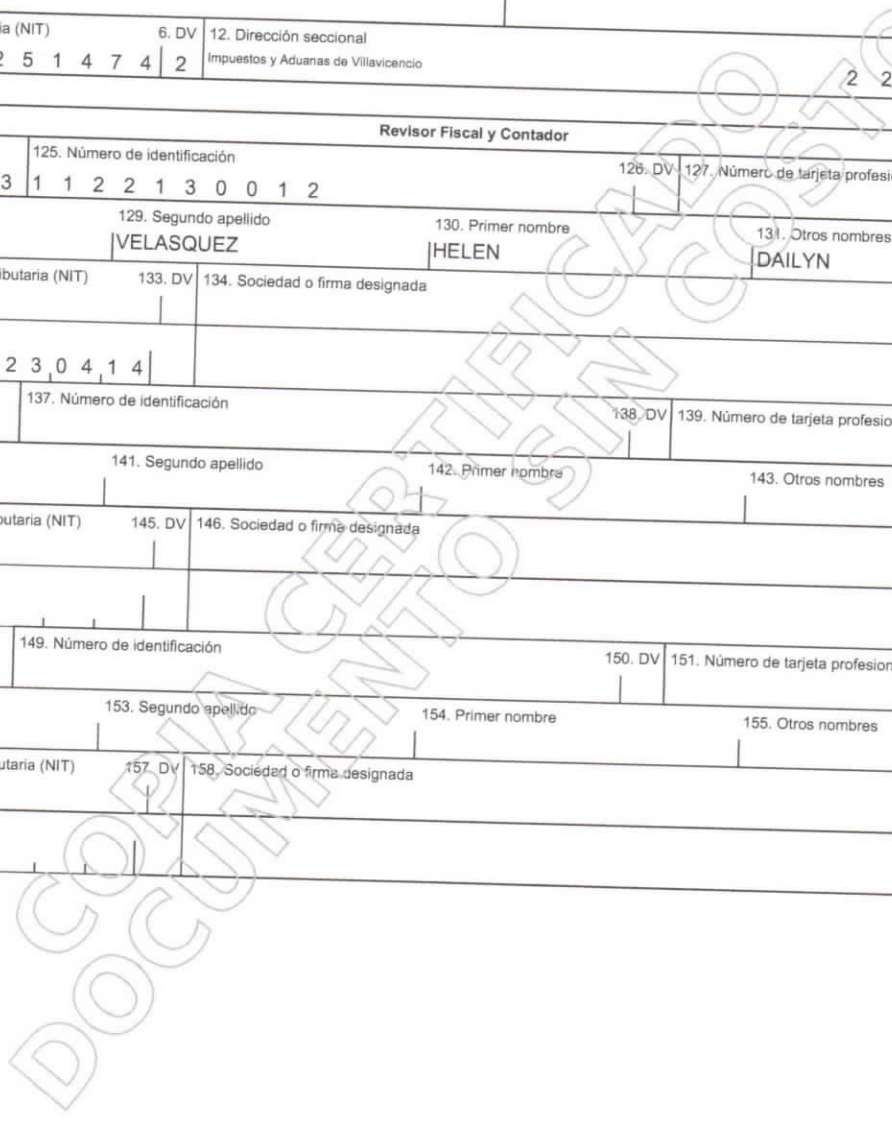 ia (NIT) 6. DV 12. Dirección seccional
2 5 1 4 7 4 2 Impuestos y Aduanas de Villavicencio 2 2
Revisor Fiscal y Contador
125. Número de identificación 126. DV 127. Número de tarjeta profesi
3 1 1 2 2 1 3 0 0 1 2
129. Segundo apellido 130. Primer nombre 131. Otros nombres
VELASQUEZ HELEN DAILYN
ibutaria (NIT) 133. DV 134. Sociedad o firma designada
2 3 0 4 1 4
137. Número de identificación 138. DV 139. Número de tarjeta profesio
141. Segundo apellido 142. Primer nombre 143. Otros nombres
butaria (NIT) 145. DV 146. Sociedad o firma designada
149. Número de identificación 150. DV 151. Número de tarjeta profesion
153. Segundo apellido 154. Primer nombre 155. Otros nombres
utaria (NIT) 157. DV 158. Sociedad o firma designada
COPIA CERTIFICADO
DOCUMENTO SIN COSTO